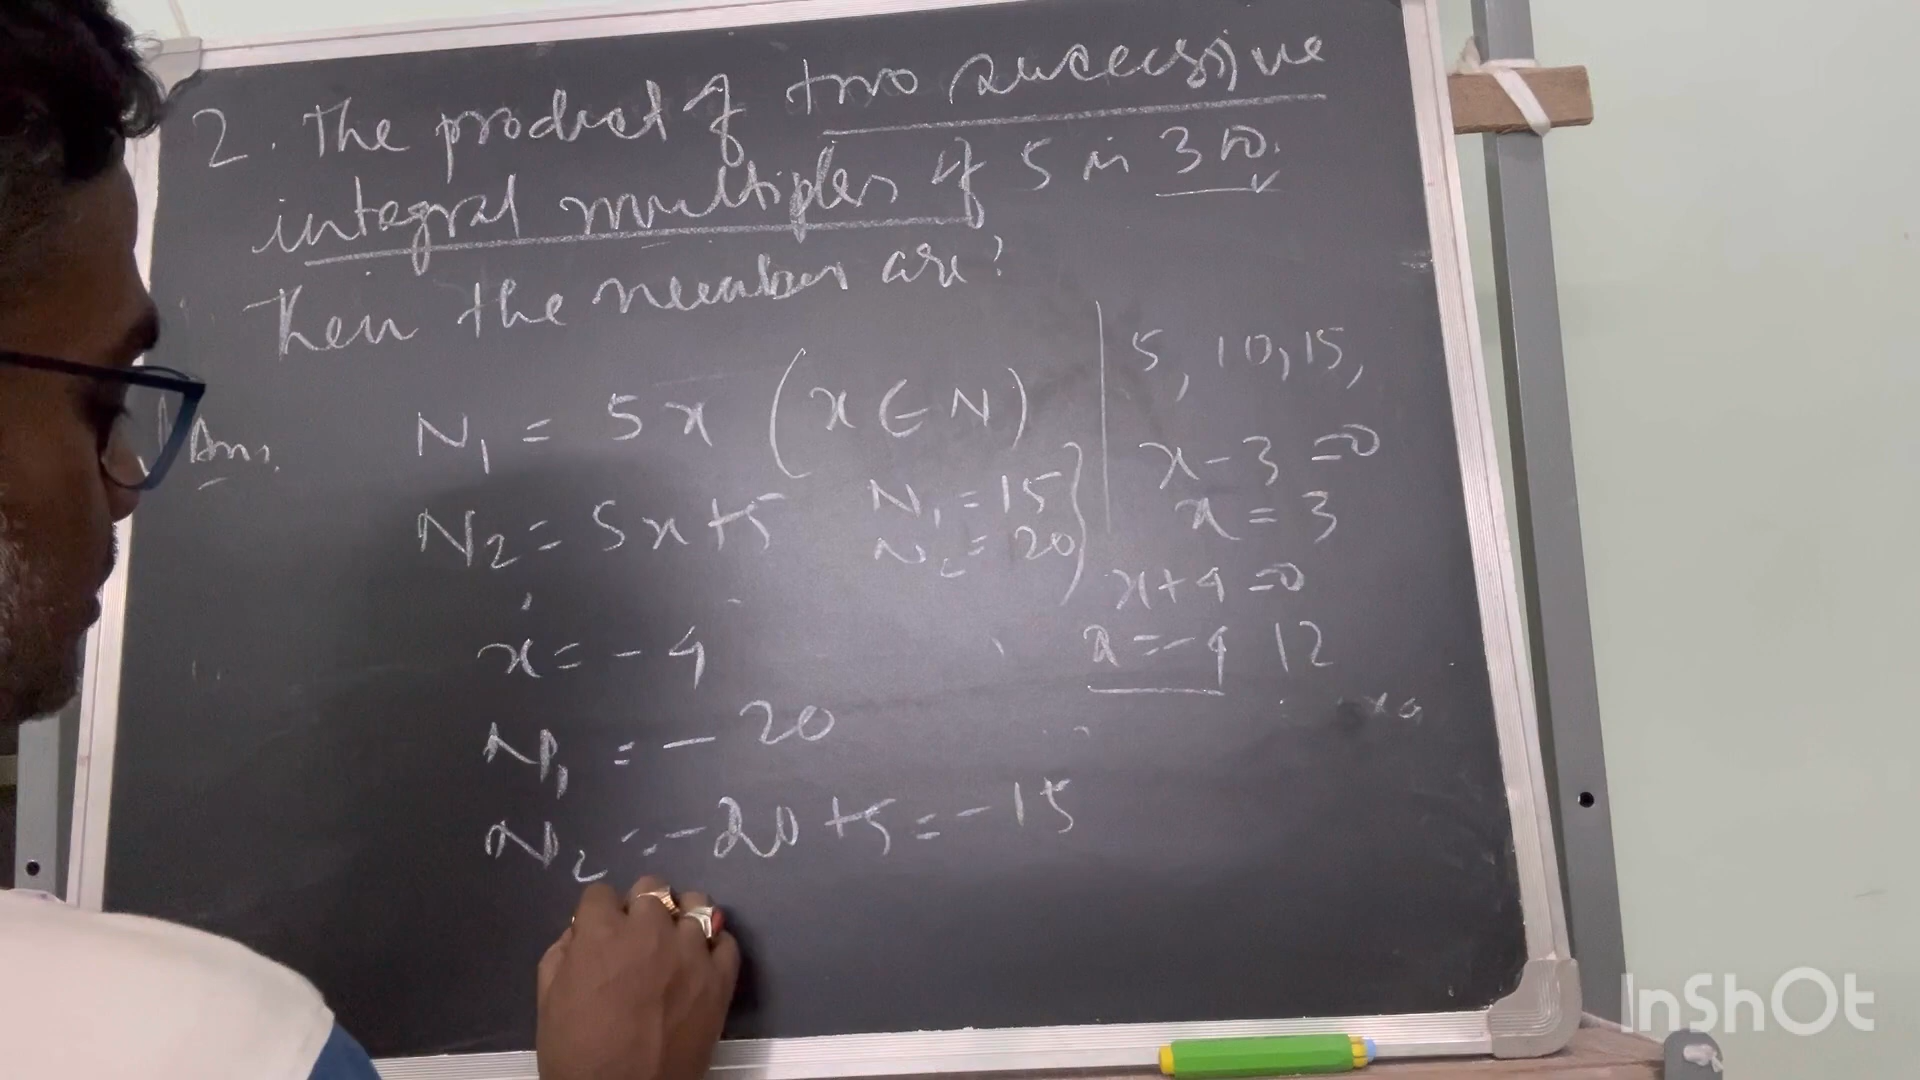 2. The product of two successive
integral multiples of 5 is 300.
Then the number are?
Ans. N₁ = 5x (x ∈ N)
N₂ = 5x+5
N₁ = 15
N₂ = 20
x = -4
N₁ = -20
N₂ = -20+5 = -15
5, 10, 15,
x-3=0
x=3
x+4=0
x=-4 12
InShOt